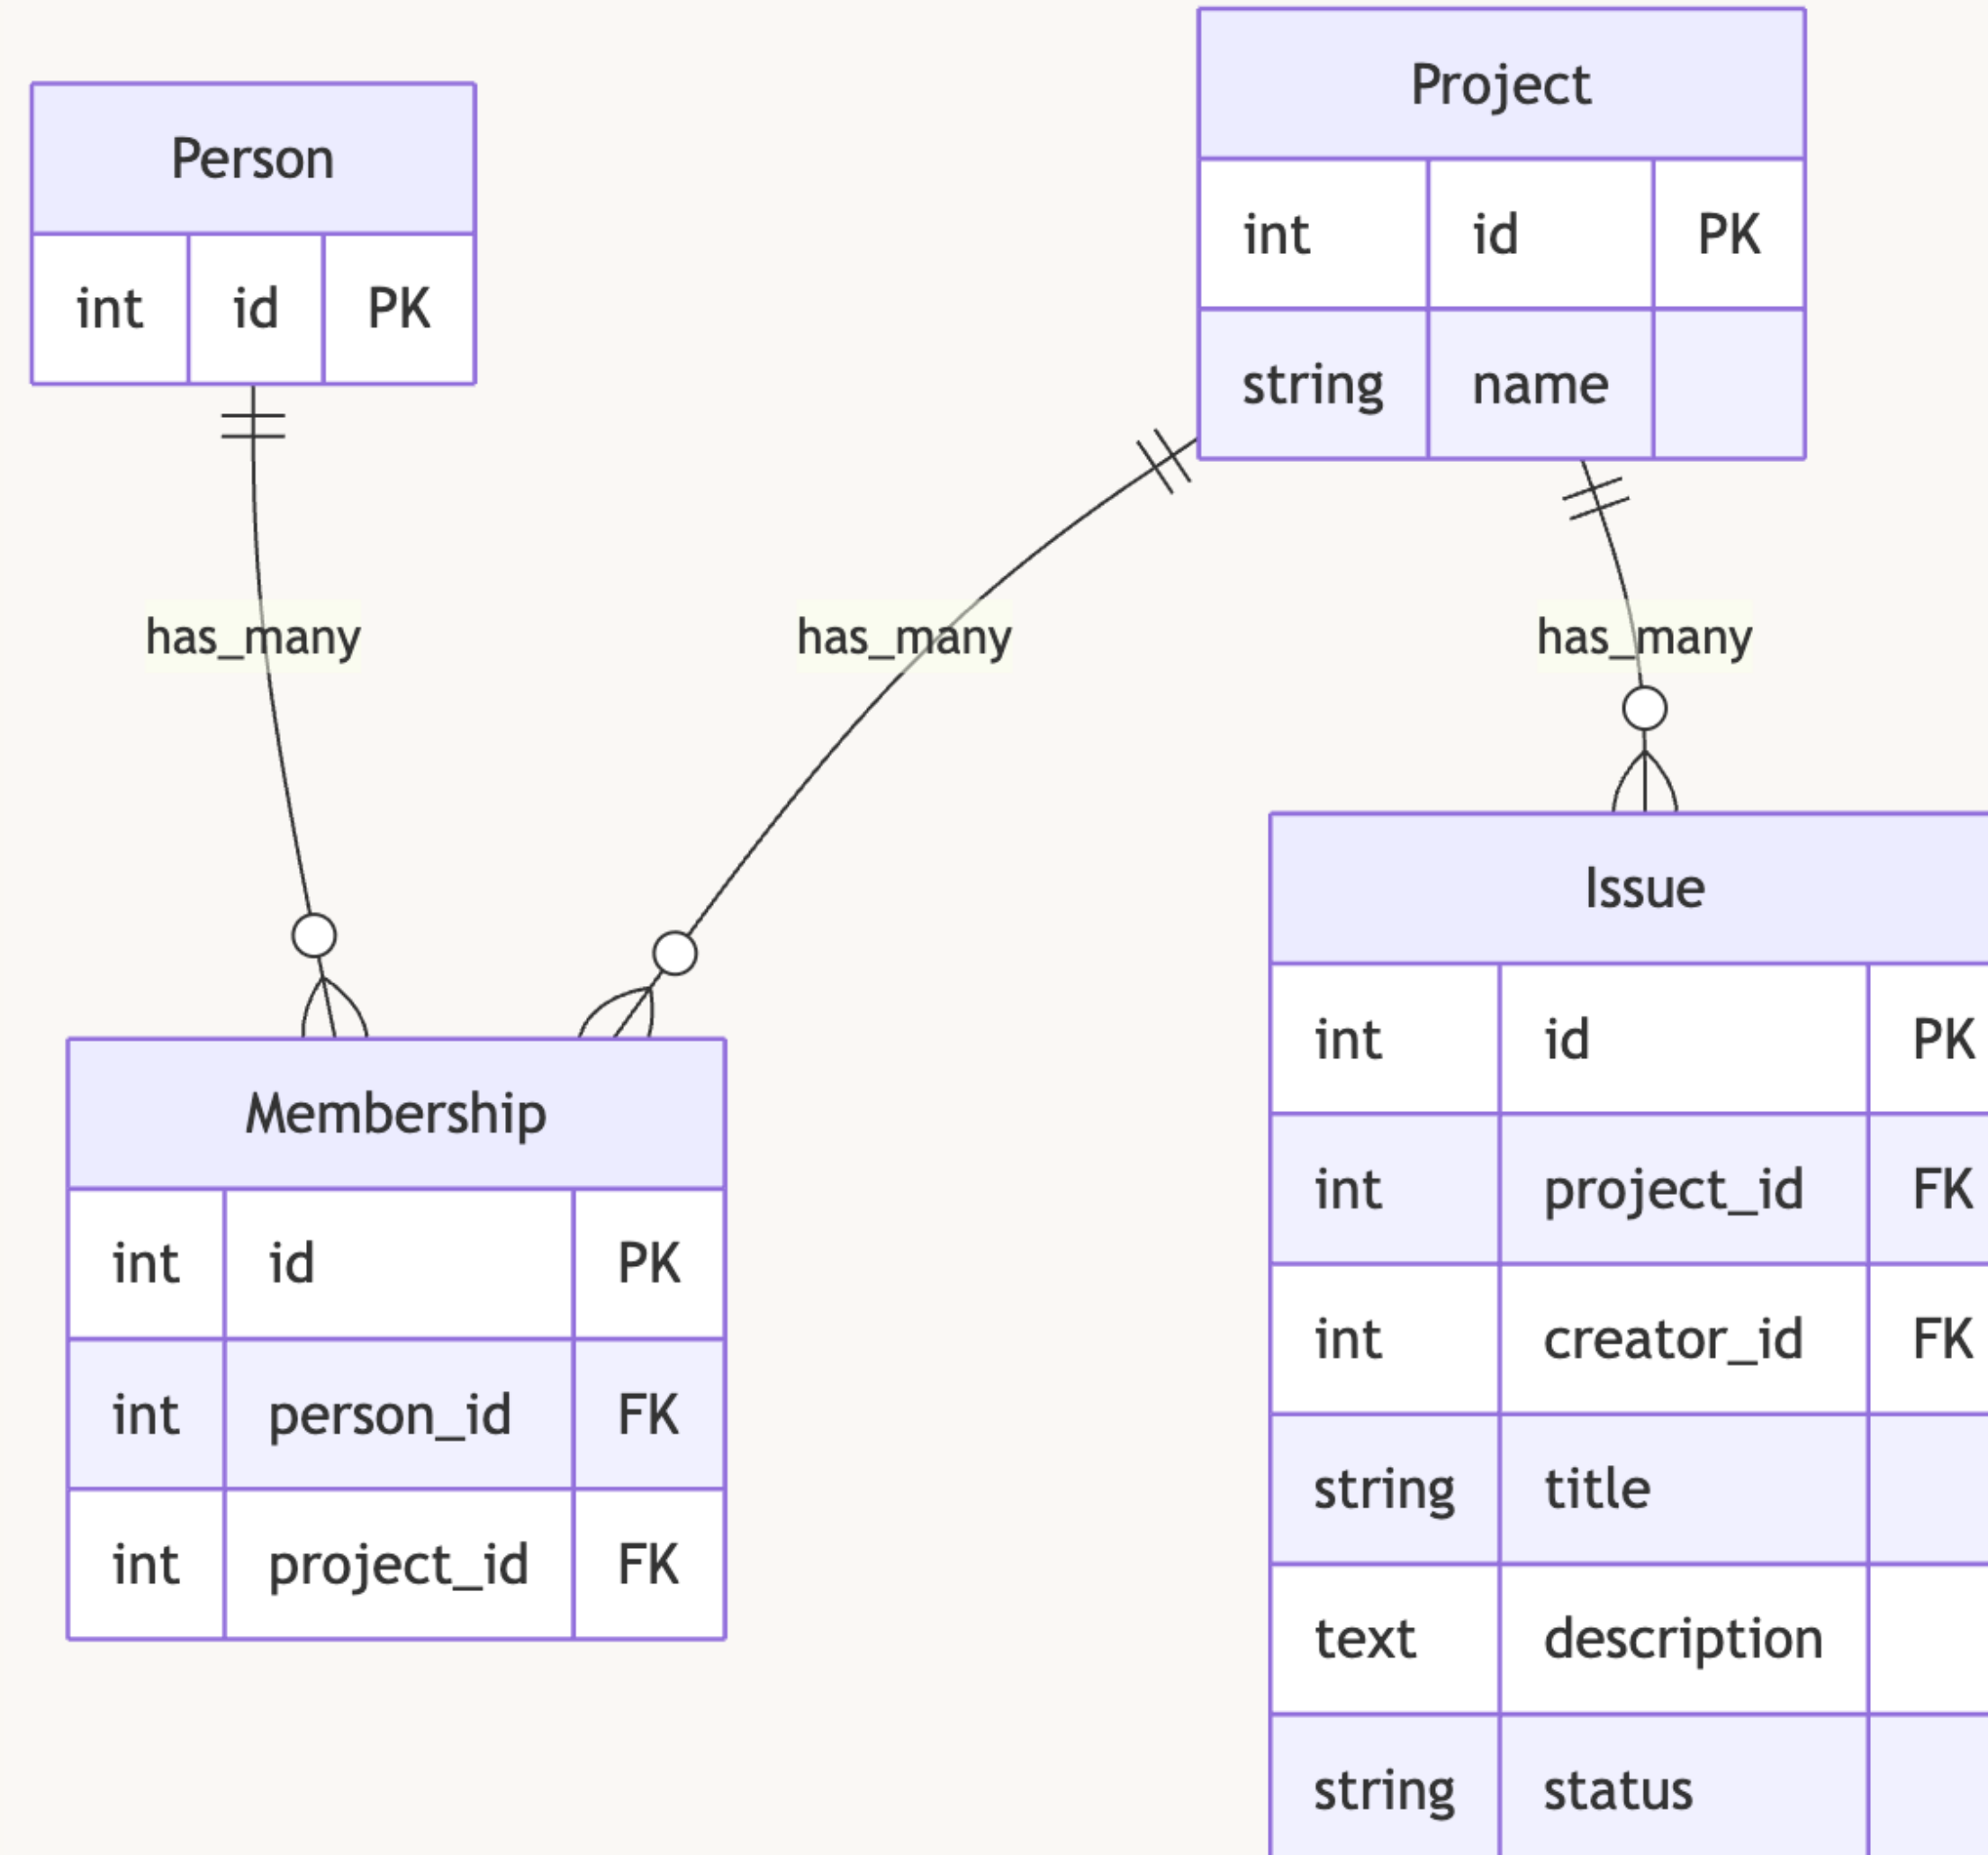 Person
int id PK
Project
int id PK
string name
has_many
has_many
has_many
Membership
int id PK
int person_id FK
int project_id FK
Issue
int id PK
int project_id FK
int creator_id FK
string title
text description
string status